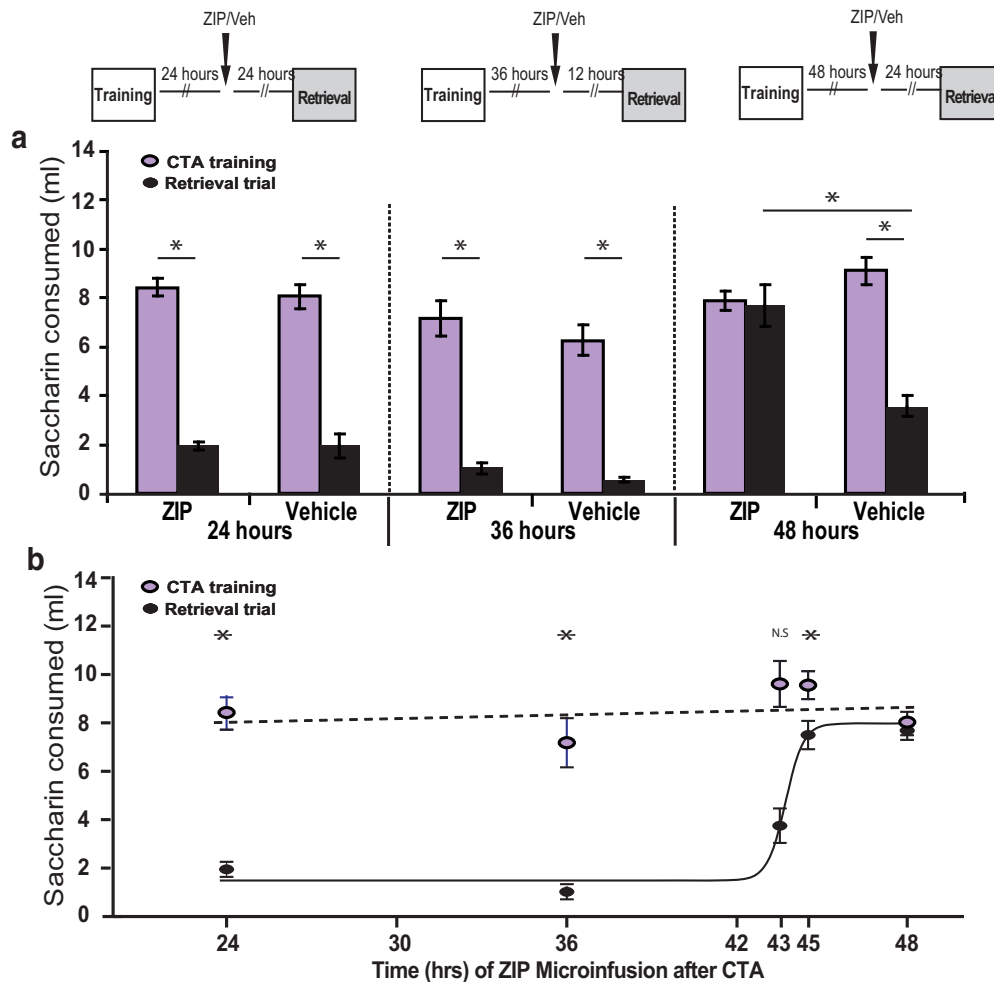 ZIP/Veh ZIP/Veh ZIP/Veh
24 hours 24 hours 36 hours 12 hours 48 hours 24 hours
Training Retrieval Training Retrieval Training Retrieva
a
14
12
10
8
6
4
2
0
Saccharin consumed (ml)
CTA training
Retrieval trial
* * * * * *
ZIP Vehicle ZIP Vehicle ZIP Vehicle
24 hours 36 hours 48 hours
b
14
12
10
8
6
4
2
0
Saccharin consumed (ml)
CTA training
Retrieval trial
* * N.S *
24 30 36 42 43 45 48
Time (hrs) of ZIP Microinfusion after CTA